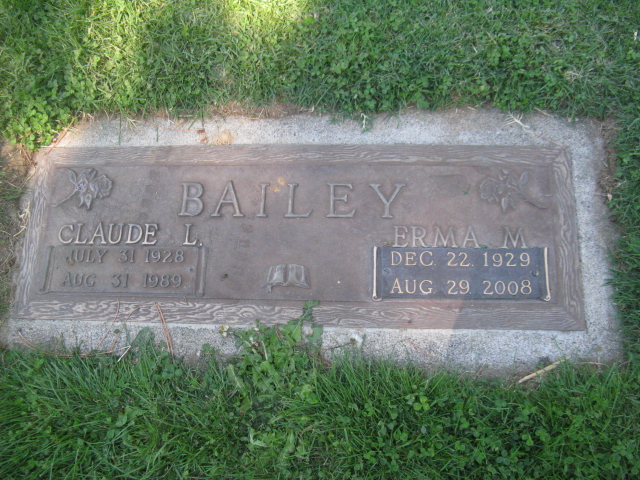 BAILEY
CLAUDE L.
JULY 31 1928
AUG 31 1989
ERMA M
DEC. 22, 1929
AUG 29 2008